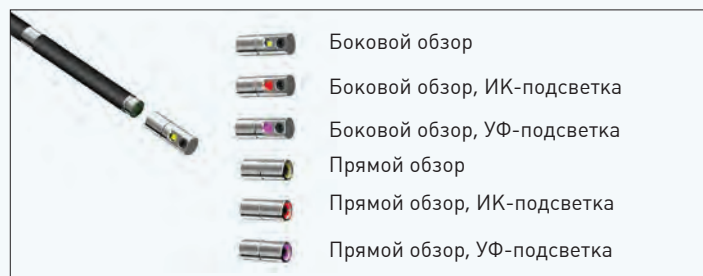 Боковой обзор
Боковой обзор, ИК-подсветка
Боковой обзор, УФ-подсветка
Прямой обзор
Прямой обзор, ИК-подсветка
Прямой обзор, УФ-подсветка